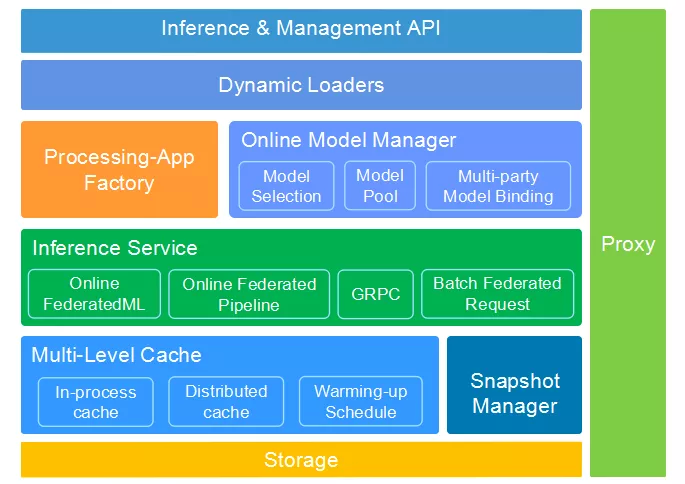 Inference & Management API
Dynamic Loaders
Processing-App
Factory
Online Model Manager
Model
Selection
Model
Pool
Multi-party
Model Binding
Proxy
Inference Service
Online
FederatedML
Online Federated
Pipeline
GRPC
Batch Federated
Request
Multi-Level Cache
In-process
cache
Distributed
cache
Warming-up
Schedule
Snapshot
Manager
Storage